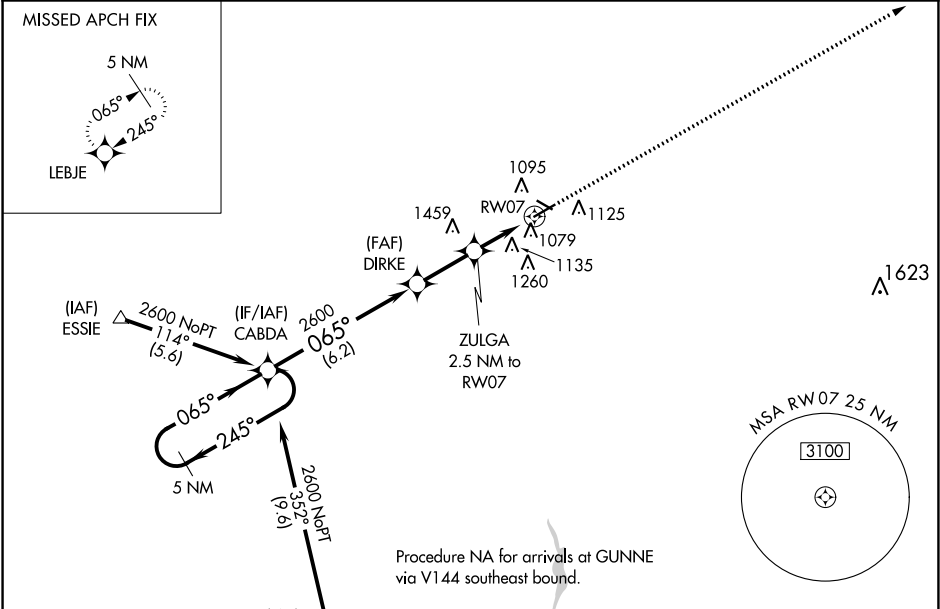 MISSED APCH FIX
5 NM
065°
245°
LEBJE
1095
RW07
1125
1459
1079
1135
1260
(FAF)
DIRKE
1623
(IAF)
ESSIE
2600 NoPT
114°
(5.6)
(IF/IAF)
CABDA
2600
065°
(6.2)
ZULGA
2.5 NM to
RW07
065°
245°
5 NM
2600 NoPT
352°
(9.6)
MSA RW07 25 NM
3100
Procedure NA for arrivals at GUNNE
via V144 southeast bound.